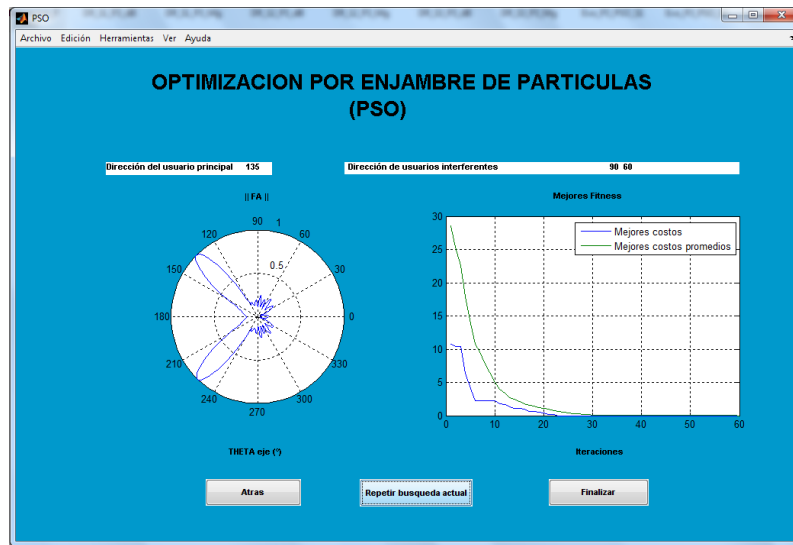 PSO
Archivo Edición Herramientas Ver Ayuda
OPTIMIZACION POR ENJAMBRE DE PARTICULAS
(PSO)
Dirección del usuario principal 135
Dirección de usuarios interferentes 90 60
|| FA ||
90 1
120 60
0.5
150 30
180 0
210 330
240 300
270
THETA eje (º)
Mejores Fitness
30
25
20
15
10
5
0
Mejores costos
Mejores costos promedios
0 10 20 30 40 50 60
Iteraciones
Atras
Repetir busqueda actual
Finalizar